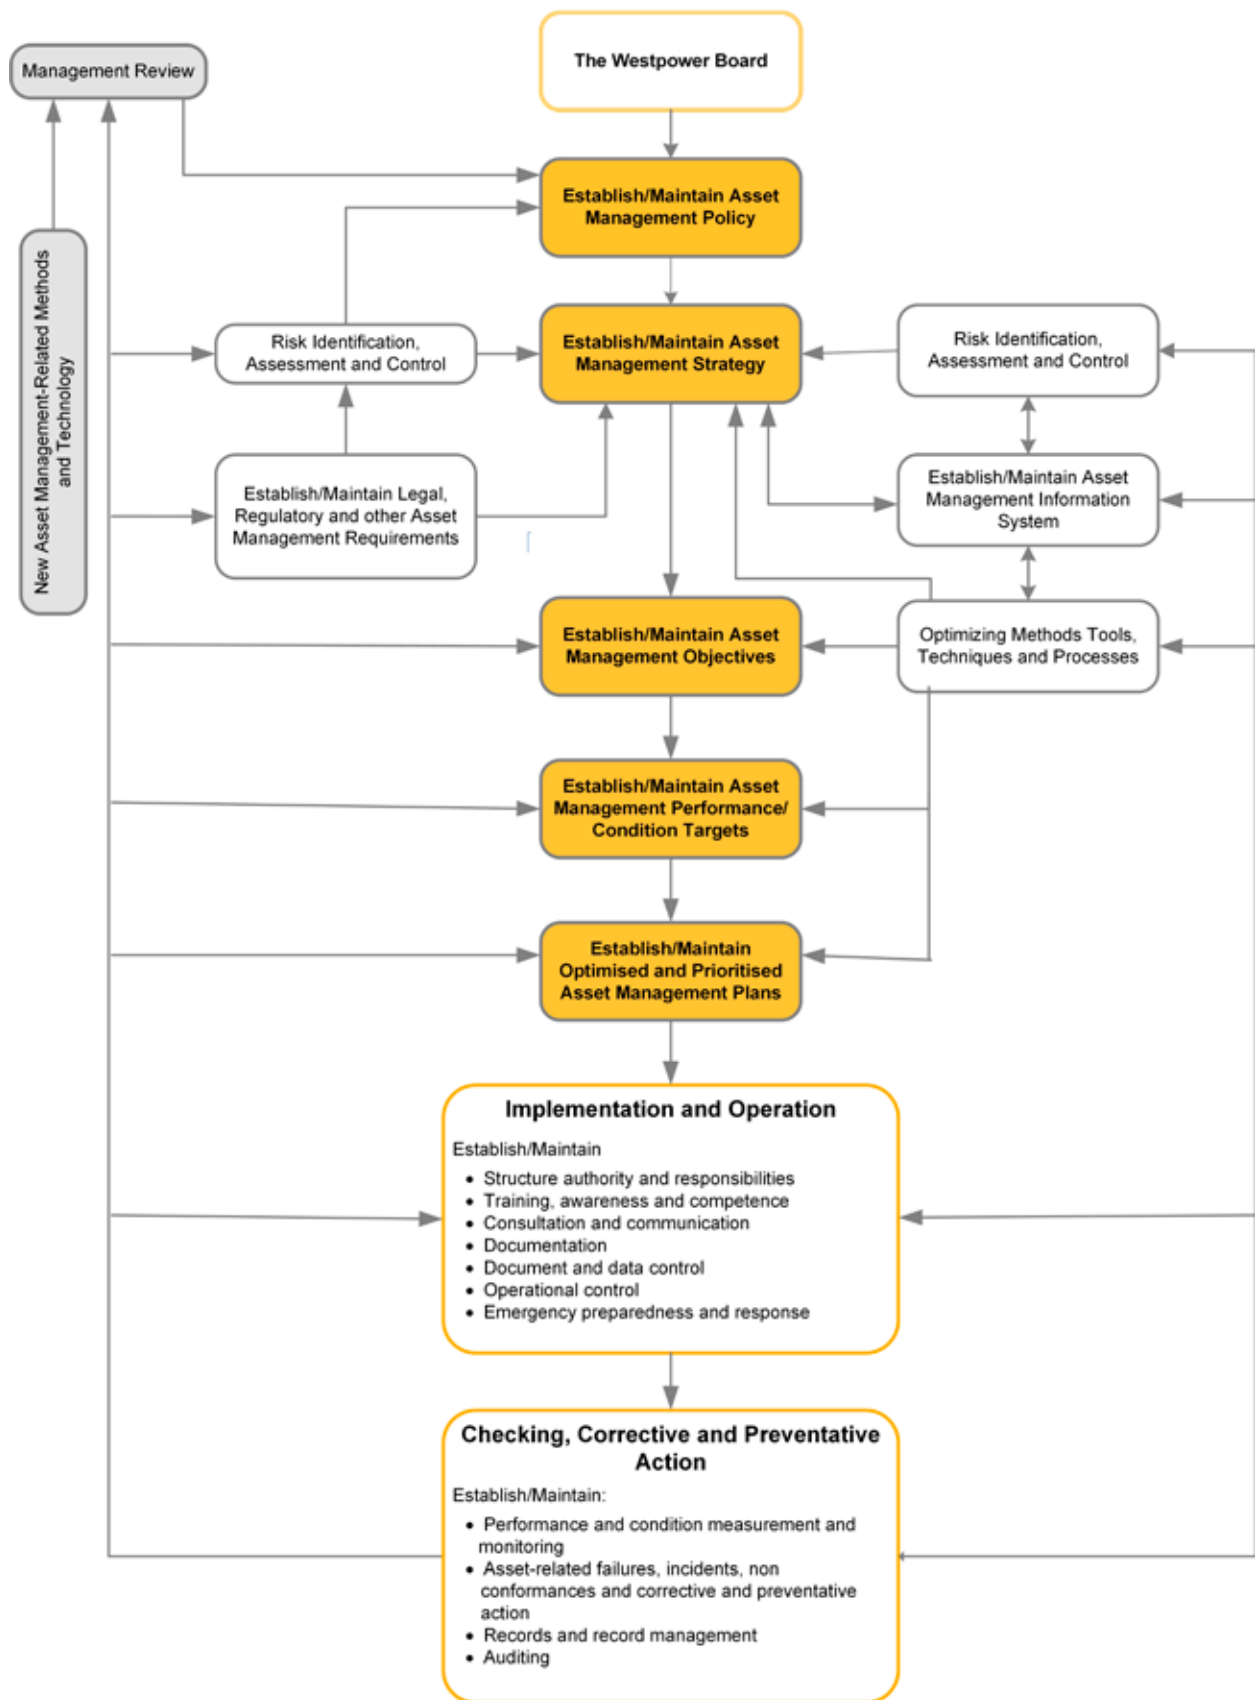 The Westpower Board
Management Review
Establish/Maintain Asset
Management Policy
New Asset Management-Related Methods
and Technology
Risk Identification,
Assessment and Control
Establish/Maintain Asset
Management Strategy
Risk Identification,
Assessment and Control
Establish/Maintain Legal,
Regulatory and other Asset
Management Requirements
Establish/Maintain Asset
Management Information
System
Establish/Maintain Asset
Management Objectives
Optimizing Methods Tools,
Techniques and Processes
Establish/Maintain Asset
Management Performance/
Condition Targets
Establish/Maintain
Optimised and Prioritised
Asset Management Plans
Implementation and Operation
Establish/Maintain
• Structure authority and responsibilities
• Training, awareness and competence
• Consultation and communication
• Documentation
• Document and data control
• Operational control
• Emergency preparedness and response
Checking, Corrective and Preventative
Action
Establish/Maintain:
• Performance and condition measurement and
monitoring
• Asset-related failures, incidents, non
conformances and corrective and preventative
action
• Records and record management
• Auditing